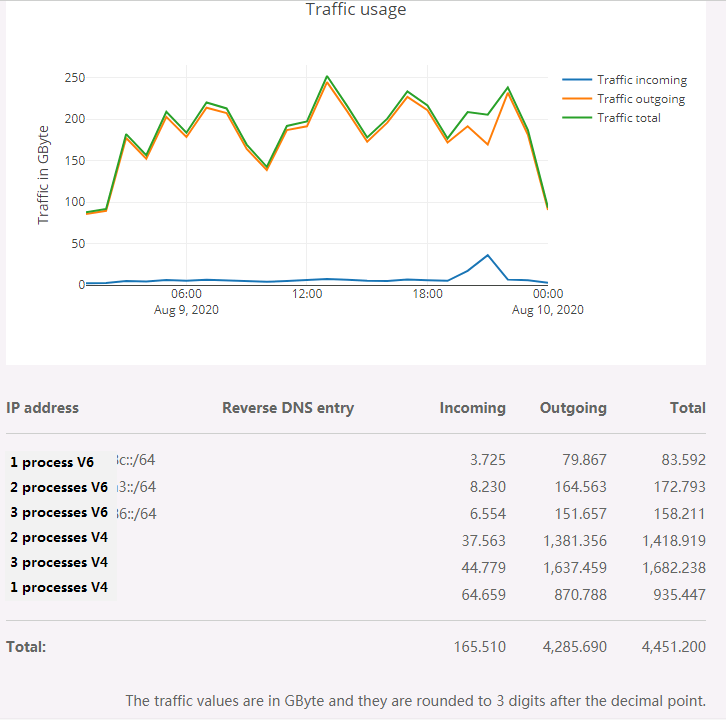 Traffic usage
250
200
150
100
50
0
Traffic in GByte
06:00
Aug 9, 2020
12:00
18:00
00:00
Aug 10, 2020
Traffic incoming
Traffic outgoing
Traffic total
IP address Reverse DNS entry Incoming Outgoing Total
1 process V6 c::/64 3.725 79.867 83.592
2 processes V6 3::/64 8.230 164.563 172.793
3 processes V6 6::/64 6.554 151.657 158.211
2 processes V4 37.563 1,381.356 1,418.919
3 processes V4 44.779 1,637.459 1,682.238
1 processes V4 64.659 870.788 935.447
Total: 165.510 4,285.690 4,451.200
The traffic values are in GByte and they are rounded to 3 digits after the decimal point.